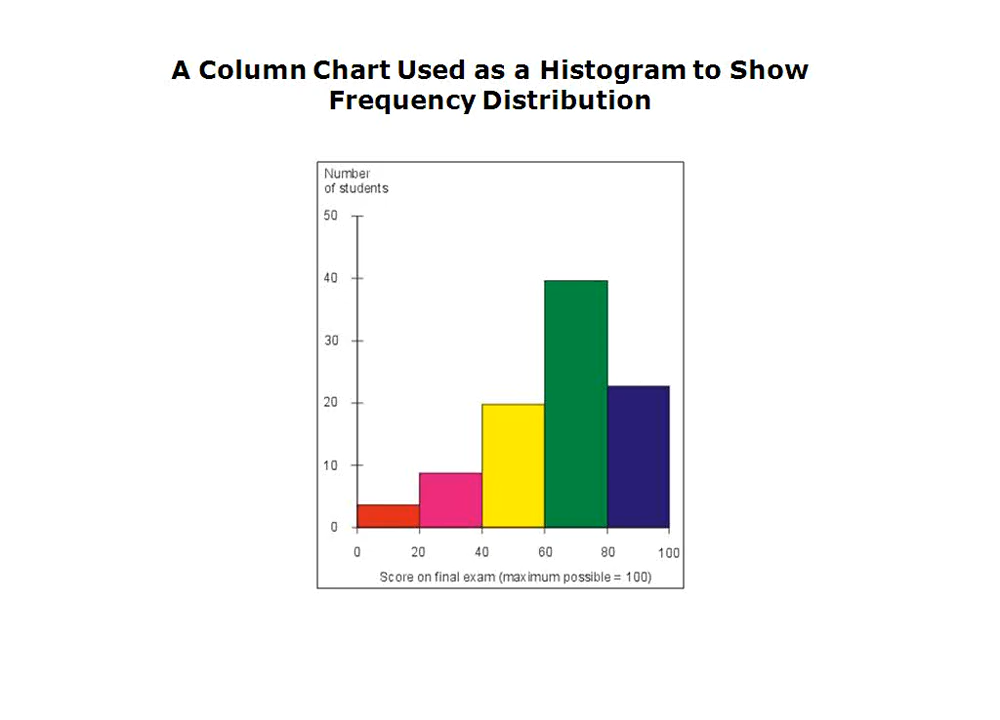 A Column Chart Used as a Histogram to Show
Frequency Distribution
Number
of students
50
40
30
20
10
0
0 20 40 60 80 100
Score on final exam (maximum possible = 100)